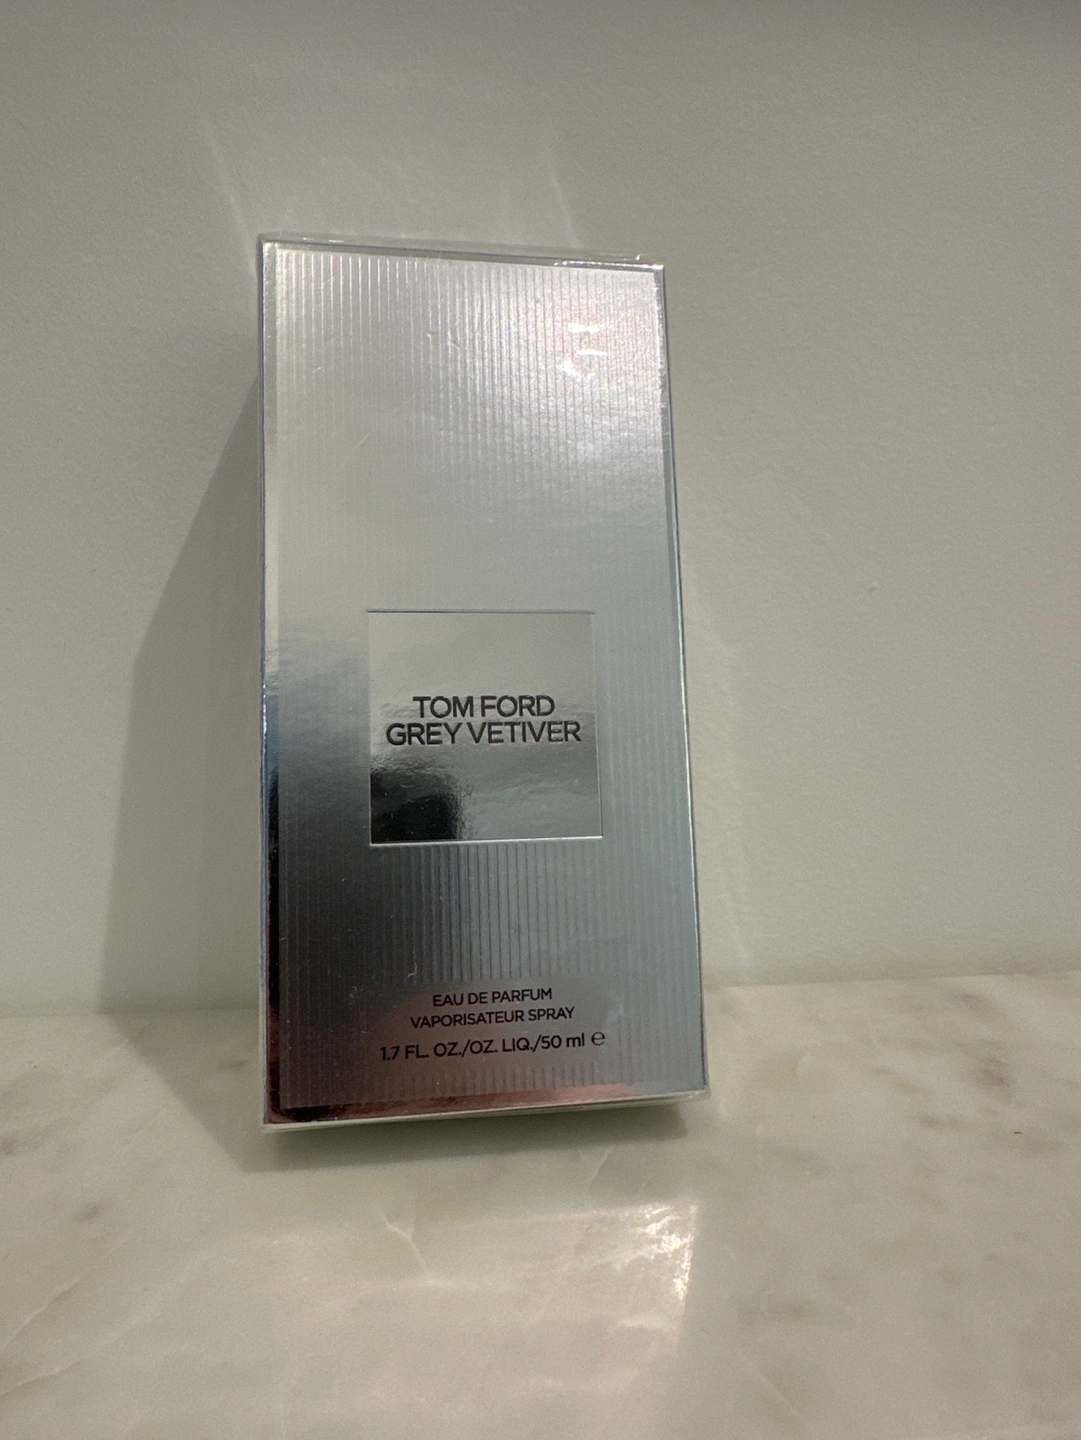 TOM FORD
GREY VETIVER
EAU DE PARFUM
VAPORISATEUR SPRAY
1.7 FL. OZ./OZ. LIQ./50 ml ℮